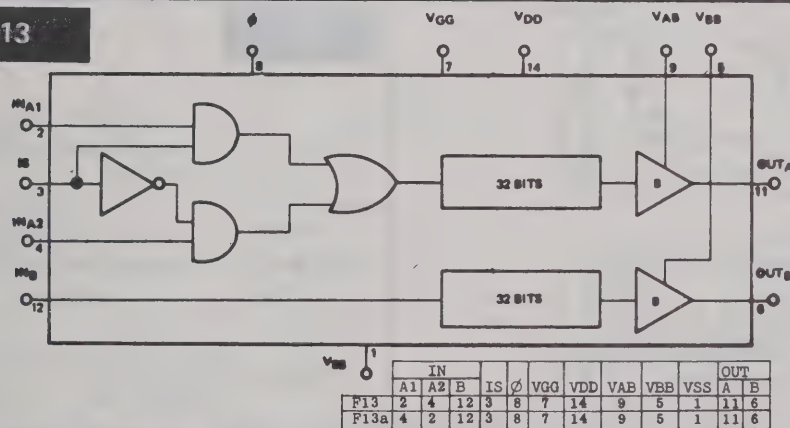 13
ϕ VGG VDD VAB VBB
8 7 14 9 5
INA1
2
IS
3
32 BITS B OUTA
11
INA2
4
INB
12
32 BITS B OUTB
6
1
IN OUT
A1 A2 B IS Ø VGG VDD VAB VBB VSS A B
F13 2 4 12 3 8 7 14 9 5 1 11 6
F13a 4 2 12 3 8 7 14 9 5 1 11 6